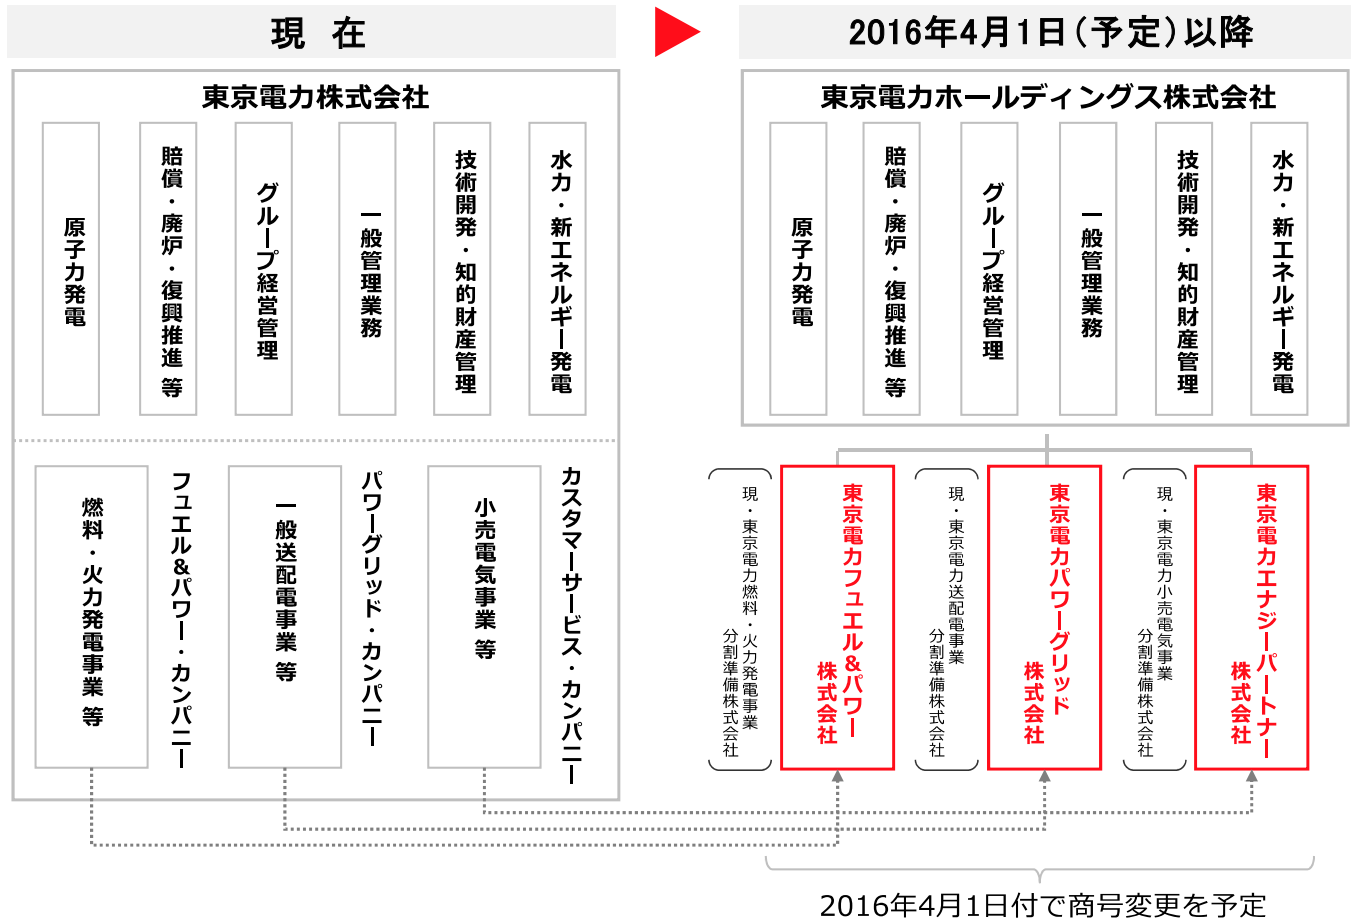 現 在
2016年4月1日（予定）以降
東京電力株式会社
原子力発電
賠償・廃炉・復興推進 等
グループ経営管理
一般管理業務
技術開発・知的財産管理
水力・新エネルギー発電
燃料・火力発電事業 等
フュエル&パワー・カンパニー
一般送配電事業 等
パワーグリッド・カンパニー
小売電気事業 等
カスタマーサービス・カンパニー
東京電力ホールディングス株式会社
原子力発電
賠償・廃炉・復興推進 等
グループ経営管理
一般管理業務
技術開発・知的財産管理
水力・新エネルギー発電
現・東京電力燃料・火力発電事業
分割準備株式会社
東京電力フュエル&パワー
株式会社
現・東京電力送配電事業
分割準備株式会社
東京電力パワーグリッド
株式会社
現・東京電力小売電気事業
分割準備株式会社
東京電力エナジーパートナー
株式会社
2016年4月1日付で商号変更を予定